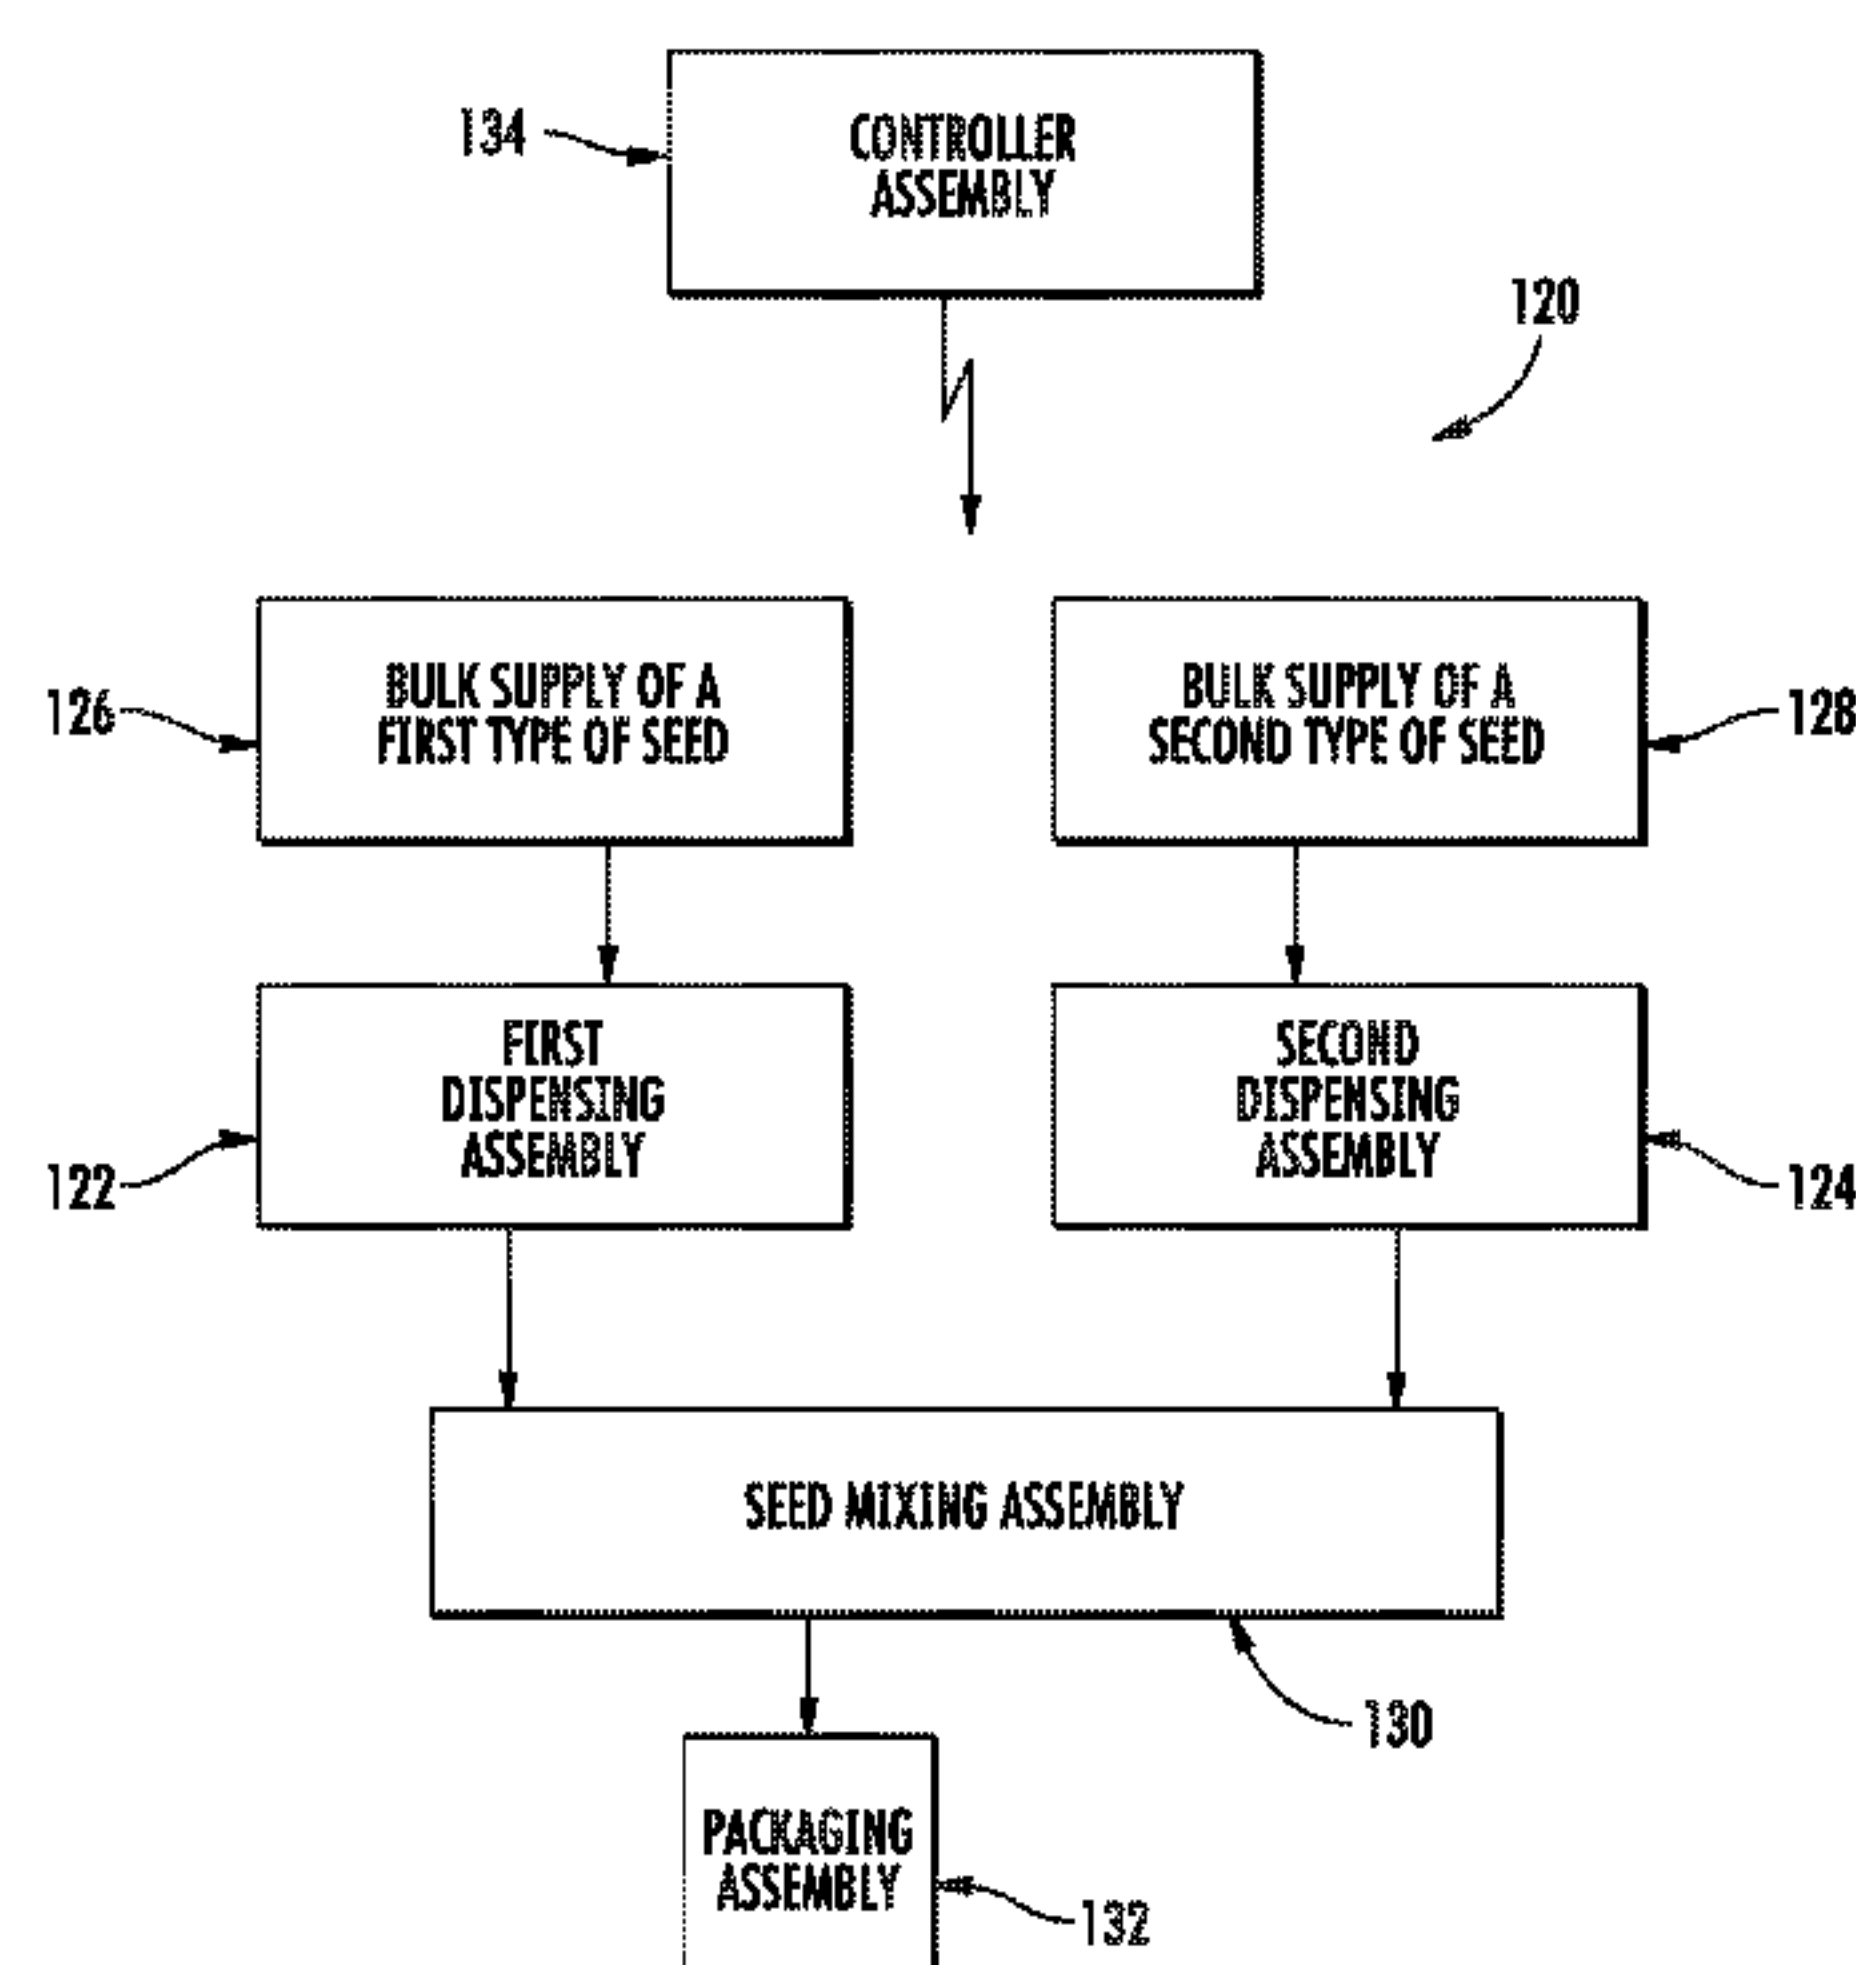 134
CONTROLLER
ASSEMBLY
120
126
BULK SUPPLY OF A
FIRST TYPE OF SEED
BULK SUPPLY OF A
SECOND TYPE OF SEED
128
122
FIRST
DISPENSING
ASSEMBLY
SECOND
DISPENSING
ASSEMBLY
124
SEED MIXING ASSEMBLY
130
PACKAGING
ASSEMBLY
132